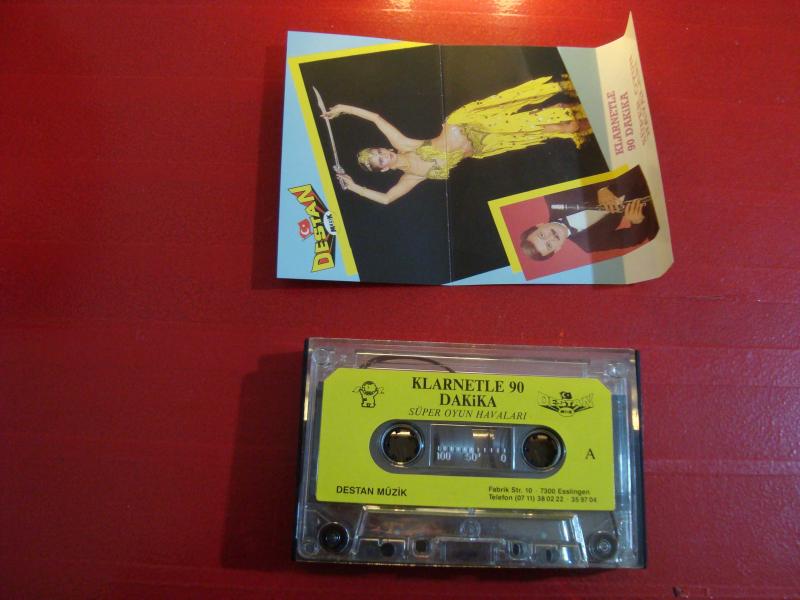 DESTAN
KLARNETLE
90 DAKiKA
KLARNETLE 90
DAKiKA
SÜPER OYUN HAVALARI
DESTAN
100 50 0
A
DESTAN MÜZİK
Fabrik Str. 10 - 7300 Esslingen
Telefon (07 11) 38 02 22 - 35 97 04